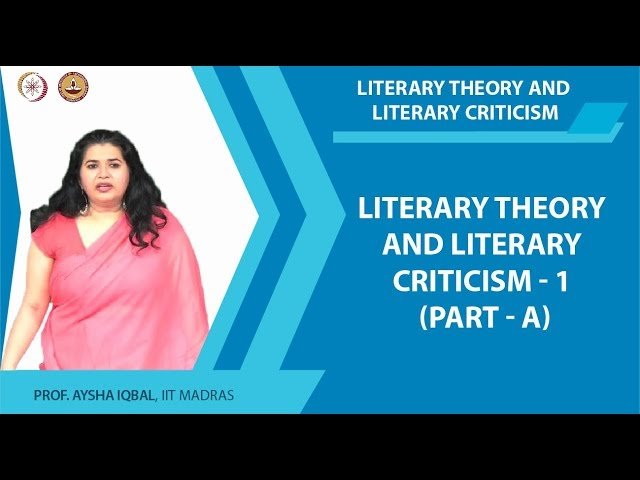 LITERARY THEORY AND
LITERARY CRITICISM
LITERARY THEORY
AND LITERARY
CRITICISM - 1
(PART - A)
PROF. AYSHA IQBAL, IIT MADRAS